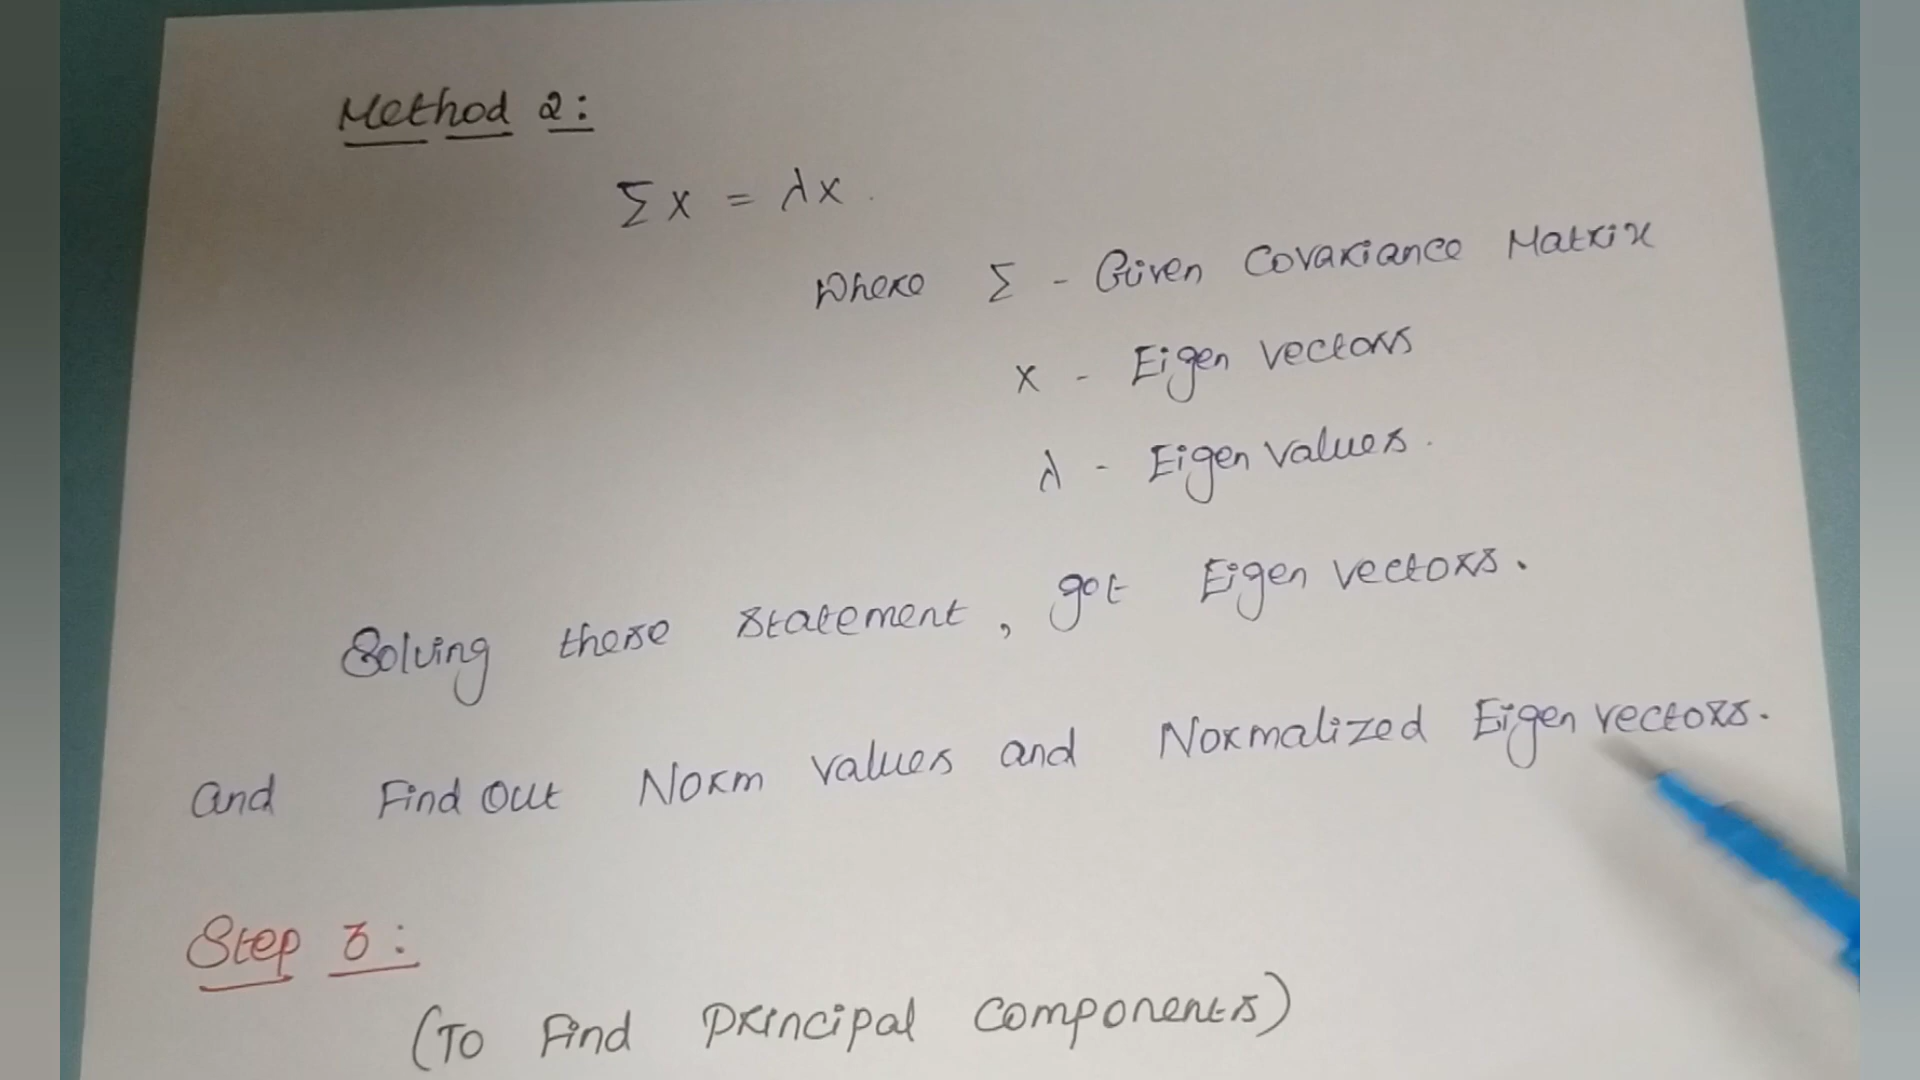 Method 2:
Σx = λx.
Where Σ - Given Covariance Matrix
x - Eigen vectors
λ - Eigen values.
Solving these statement, got Eigen vectors.
and Find out Norm values and Normalized Eigen vectors.
Step 3:
(To Find principal components)